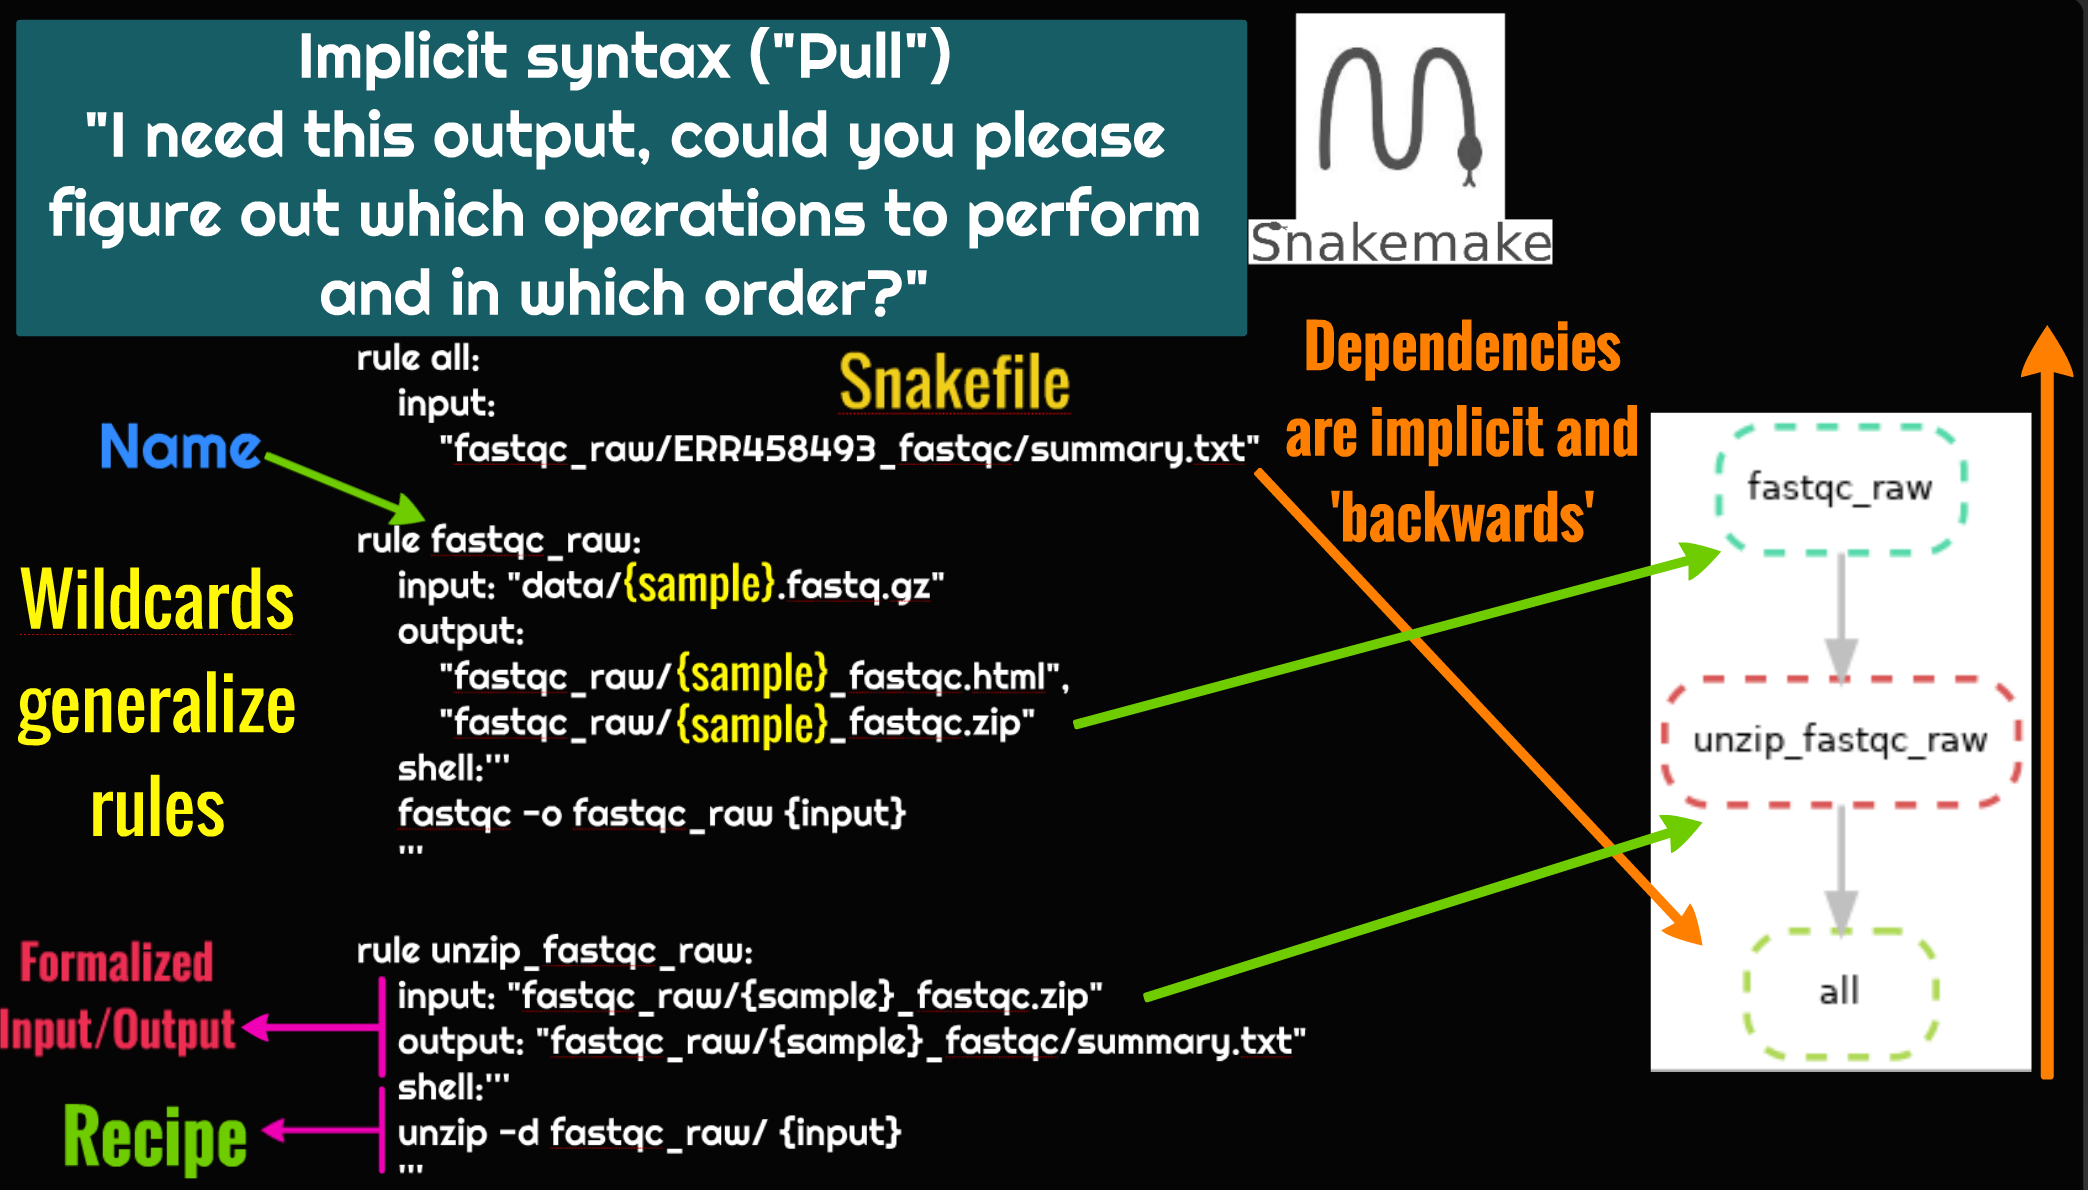 Implicit syntax ("Pull")
"I need this output, could you please
figure out which operations to perform
and in which order?"
Snakemake
rule all:
input:
"fastqc_raw/ERR458493_fastqc/summary.txt"
Snakefile
Name
rule fastqc_raw:
input: "data/{sample}.fastq.gz"
output:
"fastqc_raw/{sample}_fastqc.html",
"fastqc_raw/{sample}_fastqc.zip"
shell:'''
fastqc -o fastqc_raw {input}
'''
Wildcards
generalize
rules
rule unzip_fastqc_raw:
input: "fastqc_raw/{sample}_fastqc.zip"
output: "fastqc_raw/{sample}_fastqc/summary.txt"
shell:'''
unzip -d fastqc_raw/ {input}
'''
Formalized
Input/Output
Recipe
Dependencies
are implicit and
'backwards'
fastqc_raw
unzip_fastqc_raw
all